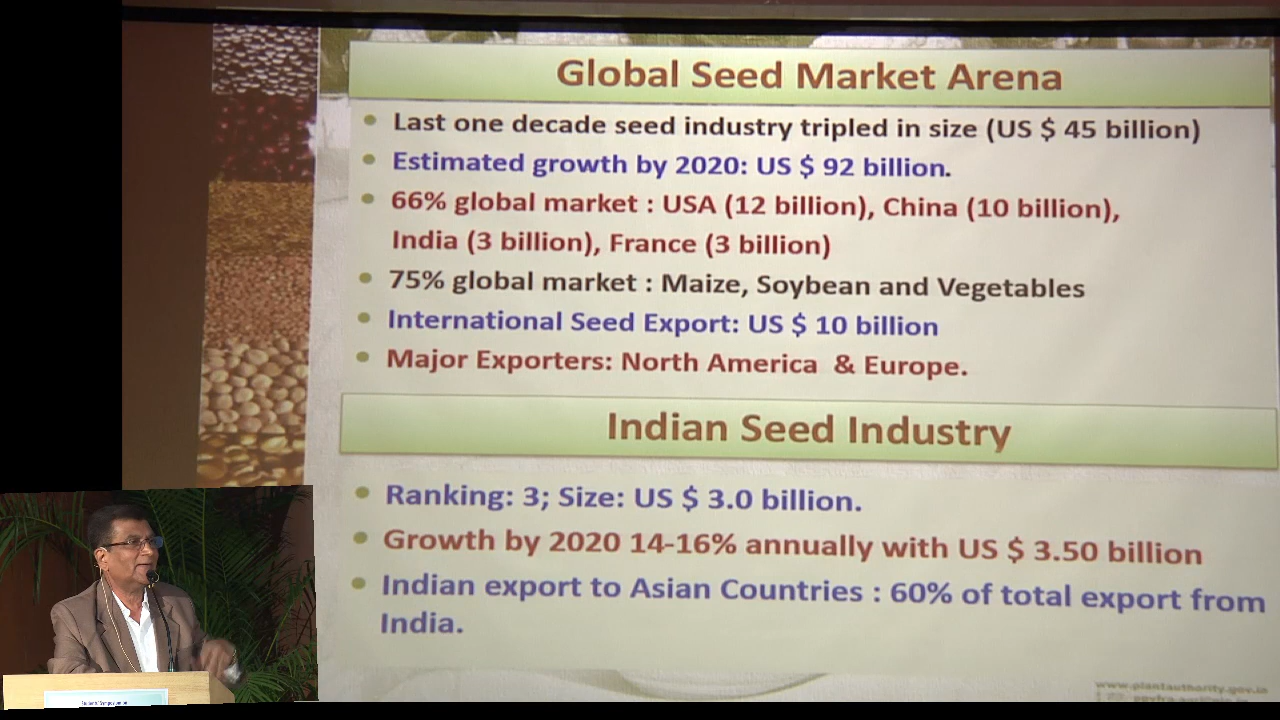 Global Seed Market Arena
Last one decade seed industry tripled in size (US $ 45 billion)
Estimated growth by 2020: US $ 92 billion.
66% global market : USA (12 billion), China (10 billion),
India (3 billion), France (3 billion)
75% global market : Maize, Soybean and Vegetables
International Seed Export: US $ 10 billion
Major Exporters: North America & Europe.
Indian Seed Industry
Ranking: 3; Size: US $ 3.0 billion.
Growth by 2020 14-16% annually with US $ 3.50 billion
Indian export to Asian Countries : 60% of total export from
India.
www.plantauthority.gov.in